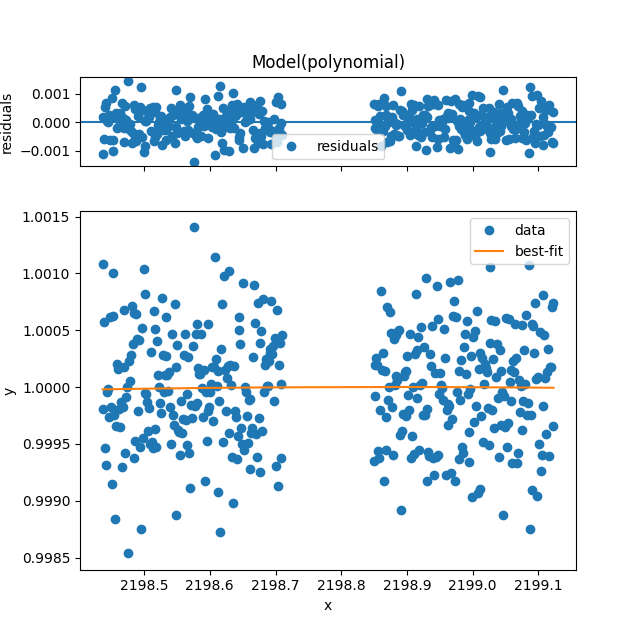 Model(polynomial)
residuals
0.001
0.000
−0.001
residuals
y
1.0015
1.0010
1.0005
1.0000
0.9995
0.9990
0.9985
data
best-fit
2198.5 2198.6 2198.7 2198.8 2198.9 2199.0 2199.1
x